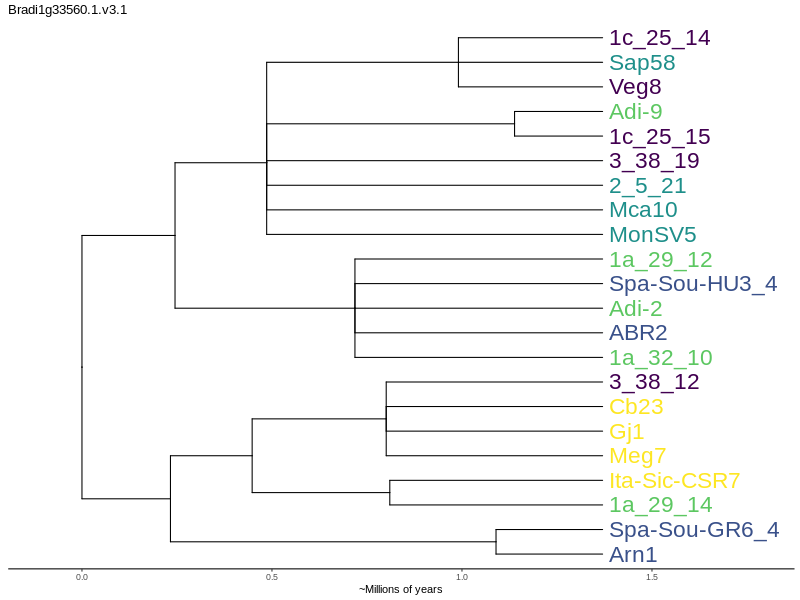 Bradi1g33560.1.v3.1
1c_25_14
Sap58
Veg8
Adi-9
1c_25_15
3_38_19
2_5_21
Mca10
MonSV5
1a_29_12
Spa-Sou-HU3_4
Adi-2
ABR2
1a_32_10
3_38_12
Cb23
Gj1
Meg7
Ita-Sic-CSR7
1a_29_14
Spa-Sou-GR6_4
Arn1
0.0 0.5 1.0 1.5
~Millions of years